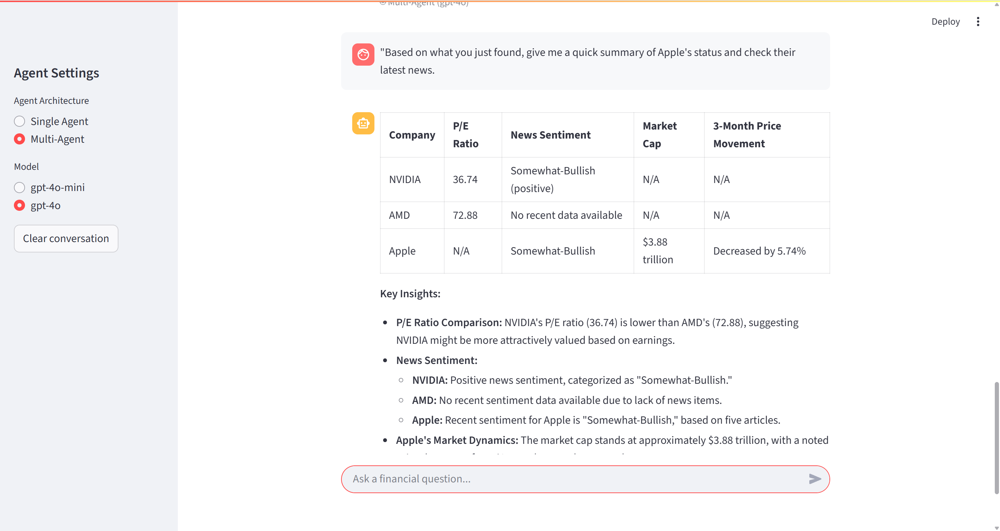 Multi-Agent (gpt-4o)
Deploy
Agent Settings
Agent Architecture
Single Agent
Multi-Agent
Model
gpt-4o-mini
gpt-4o
Clear conversation
"Based on what you just found, give me a quick summary of Apple's status and check their
latest news.
Company
P/E
Ratio
News Sentiment
Market
Cap
3-Month Price
Movement
NVIDIA
36.74
Somewhat-Bullish
(positive)
N/A
N/A
AMD
72.88
No recent data available
N/A
N/A
Apple
N/A
Somewhat-Bullish
$3.88
trillion
Decreased by 5.74%
Key Insights:
P/E Ratio Comparison: NVIDIA's P/E ratio (36.74) is lower than AMD's (72.88), suggesting
NVIDIA might be more attractively valued based on earnings.
News Sentiment:
NVIDIA: Positive news sentiment, categorized as "Somewhat-Bullish."
AMD: No recent sentiment data available due to lack of news items.
Apple: Recent sentiment for Apple is "Somewhat-Bullish," based on five articles.
Apple's Market Dynamics: The market cap stands at approximately $3.88 trillion, with a noted
Ask a financial question...